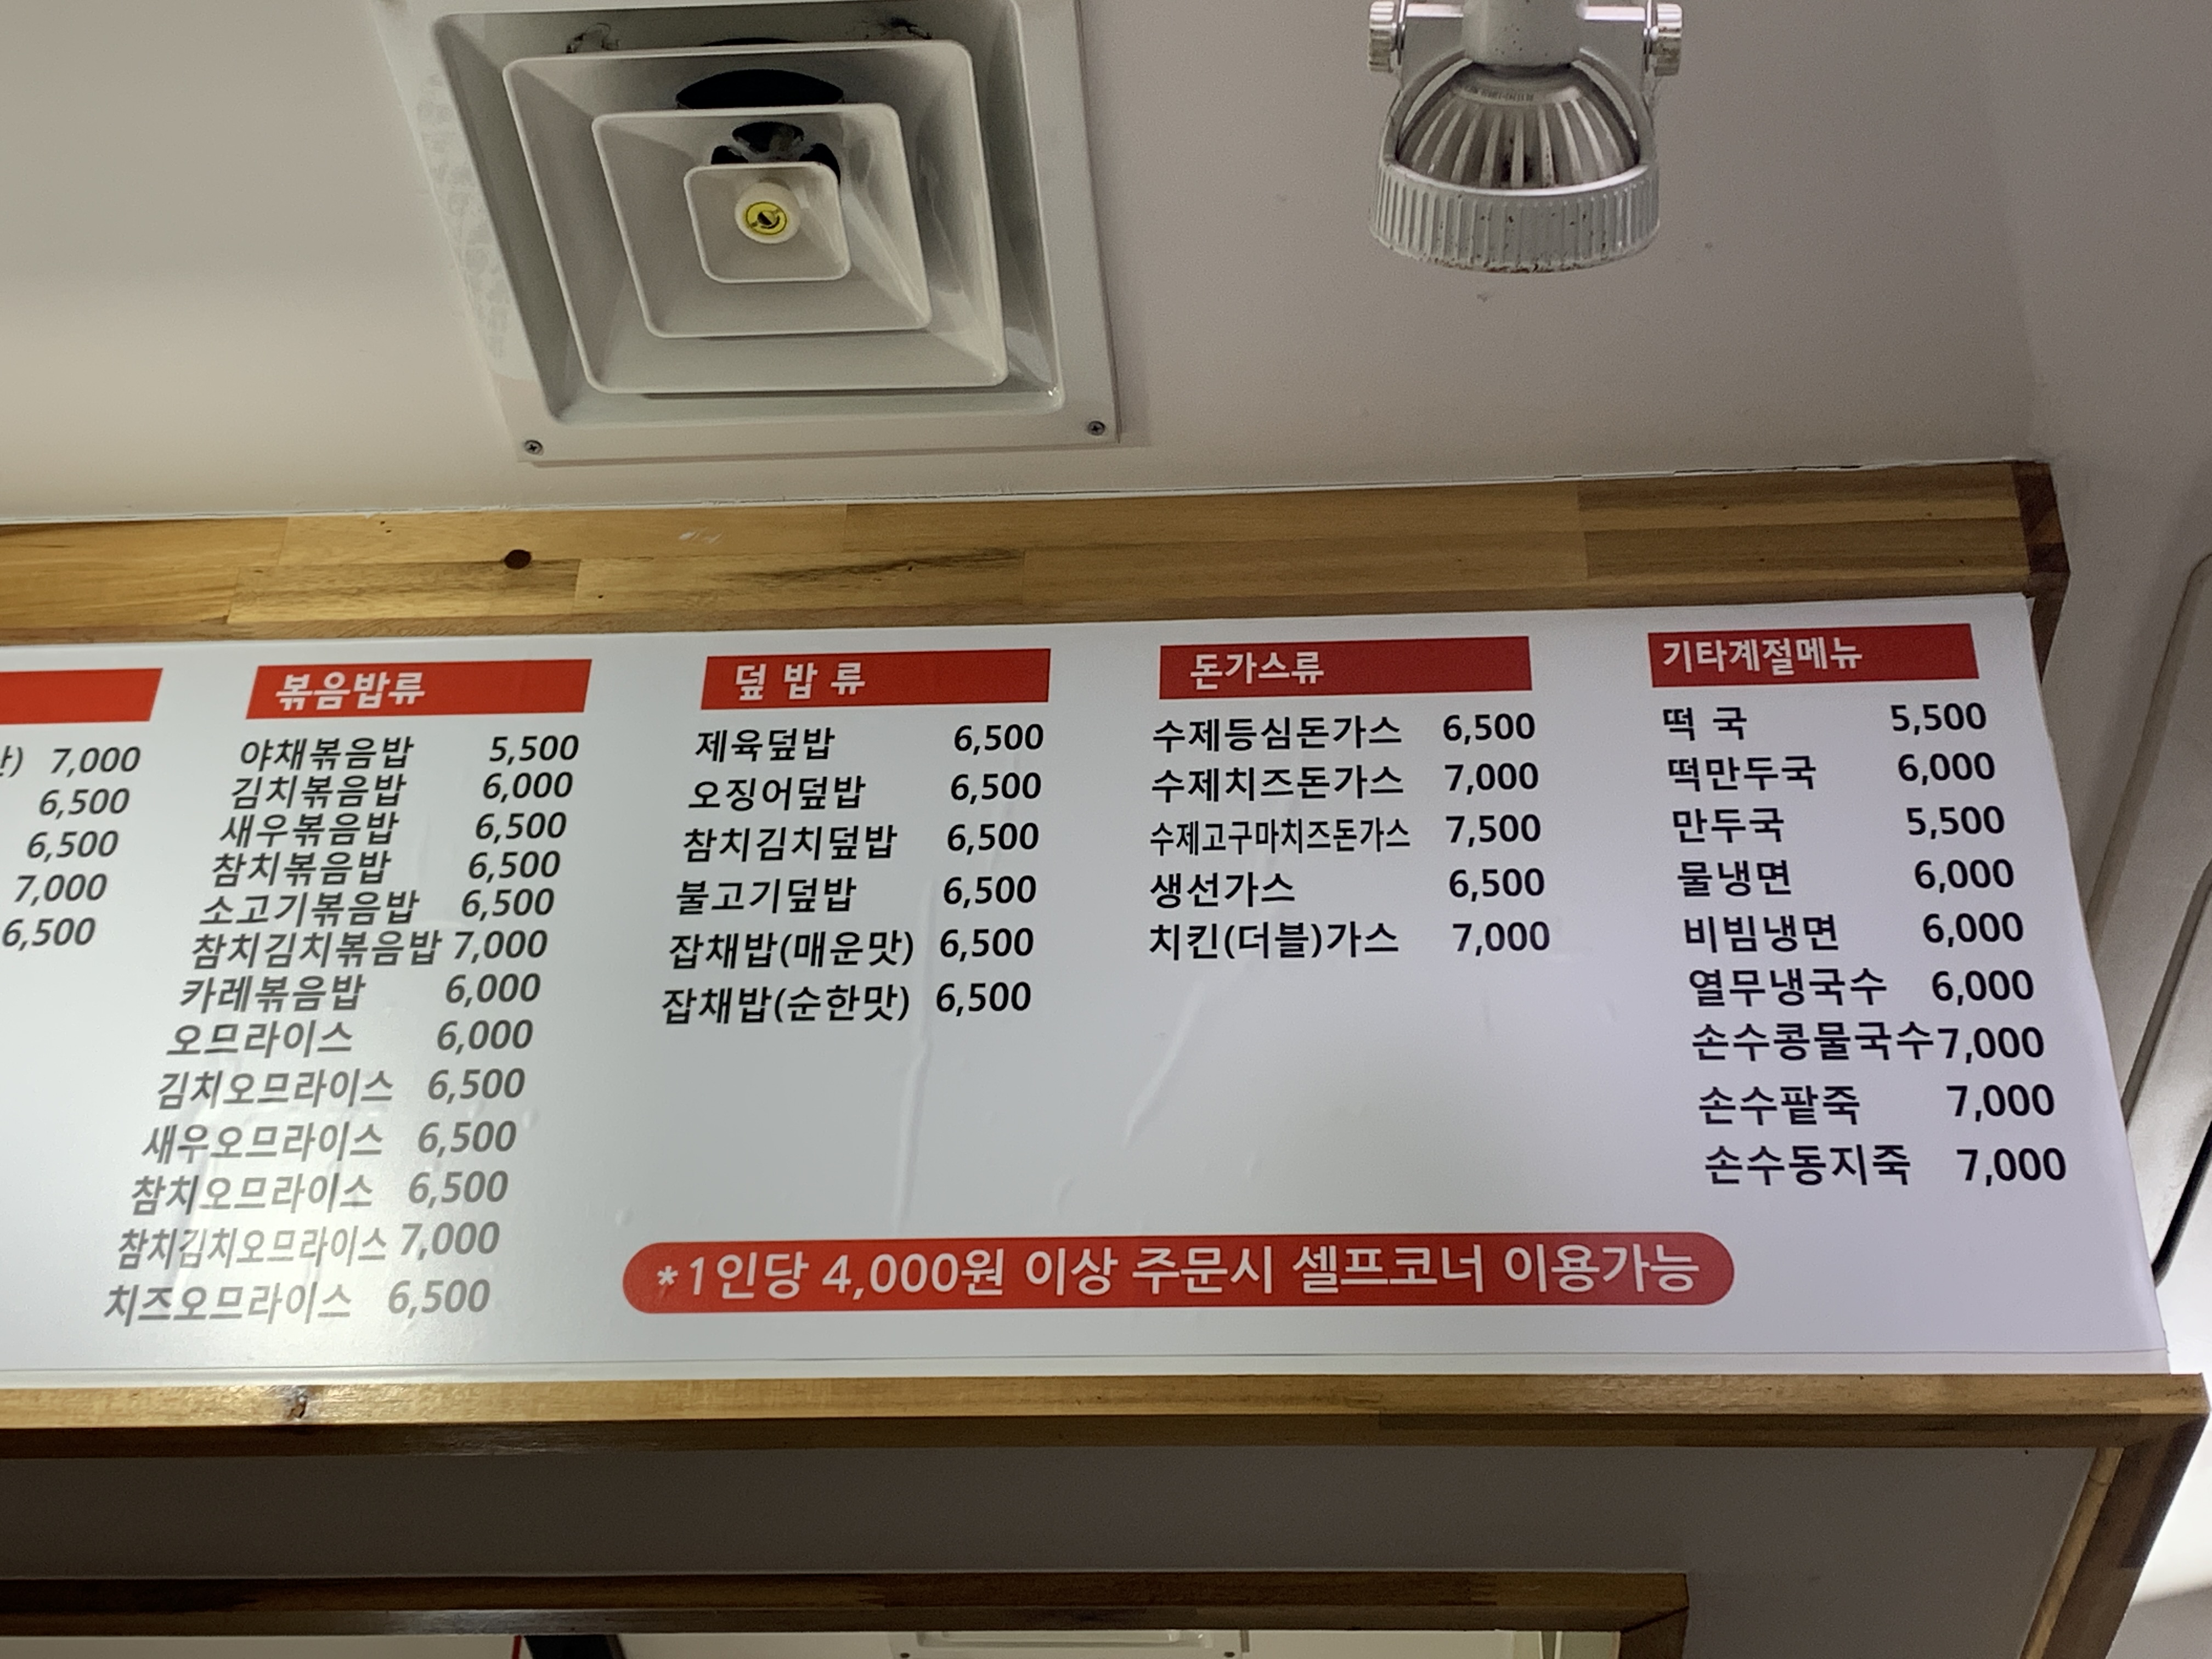 7,000
6,500
6,500
7,000
6,500
볶음밥류
야채볶음밥 5,500
김치볶음밥 6,000
새우볶음밥 6,500
참치볶음밥 6,500
소고기볶음밥 6,500
참치김치볶음밥 7,000
카레볶음밥 6,000
오므라이스 6,000
김치오므라이스 6,500
새우오므라이스 6,500
참치오므라이스 6,500
참치김치오므라이스 7,000
치즈오므라이스 6,500
덮 밥 류
제육덮밥 6,500
오징어덮밥 6,500
참치김치덮밥 6,500
불고기덮밥 6,500
잡채밥(매운맛) 6,500
잡채밥(순한맛) 6,500
돈가스류
수제등심돈가스 6,500
수제치즈돈가스 7,000
수제고구마치즈돈가스 7,500
생선가스 6,500
치킨(더블)가스 7,000
기타계절메뉴
떡 국 5,500
떡만두국 6,000
만두국 5,500
물냉면 6,000
비빔냉면 6,000
열무냉국수 6,000
손수콩물국수 7,000
손수팥죽 7,000
손수동지죽 7,000
*1인당 4,000원 이상 주문시 셀프코너 이용가능